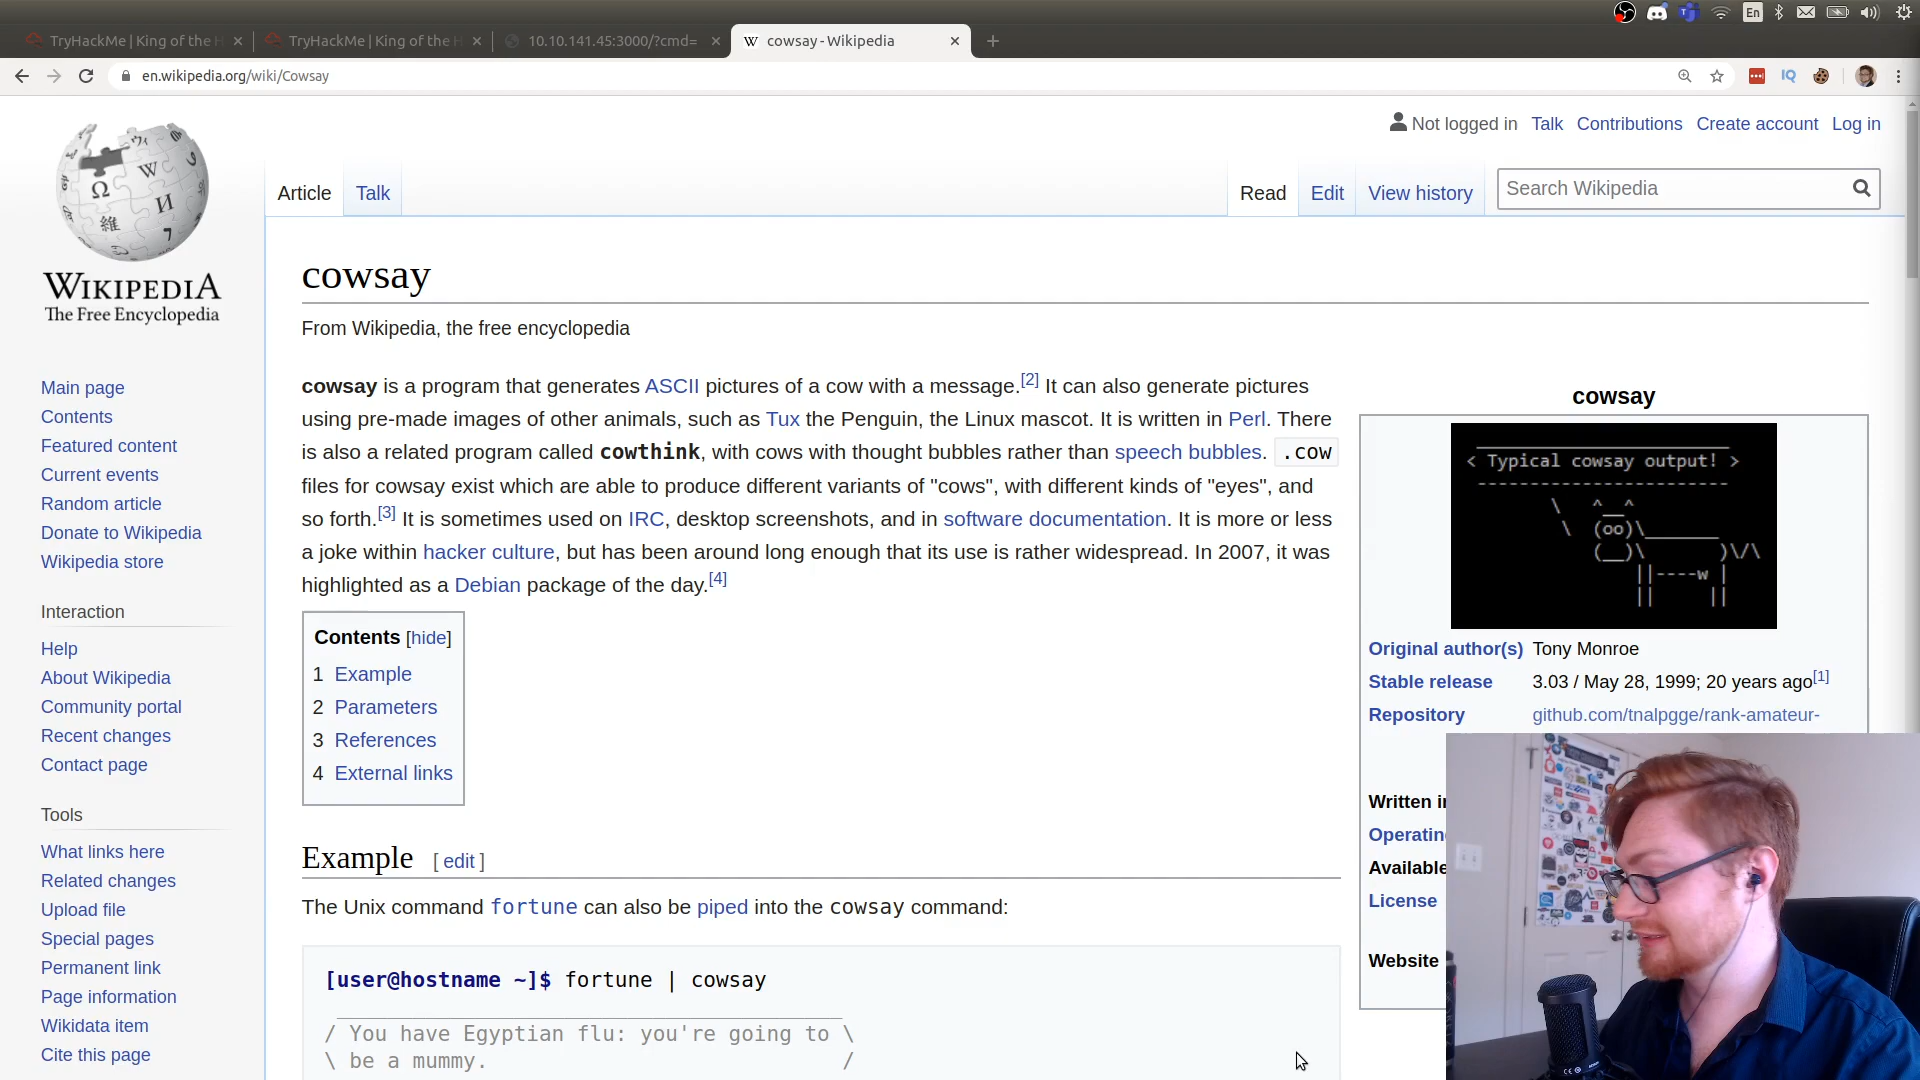 TryHackMe | King of the H
TryHackMe | King of the H
10.10.141.45:3000/?cmd=
cowsay - Wikipedia
En
en.wikipedia.org/wiki/Cowsay
IQ
Not logged in Talk Contributions Create account Log in
Article Talk
Read Edit View history
Search Wikipedia
WIKIPEDIA
The Free Encyclopedia
Main page
Contents
Featured content
Current events
Random article
Donate to Wikipedia
Wikipedia store
Interaction
Help
About Wikipedia
Community portal
Recent changes
Contact page
Tools
What links here
Related changes
Upload file
Special pages
Permanent link
Page information
Wikidata item
Cite this page
cowsay
From Wikipedia, the free encyclopedia
cowsay is a program that generates ASCII pictures of a cow with a message.[2] It can also generate pictures
using pre-made images of other animals, such as Tux the Penguin, the Linux mascot. It is written in Perl. There
is also a related program called cowthink, with cows with thought bubbles rather than speech bubbles. .cow
files for cowsay exist which are able to produce different variants of "cows", with different kinds of "eyes", and
so forth.[3] It is sometimes used on IRC, desktop screenshots, and in software documentation. It is more or less
a joke within hacker culture, but has been around long enough that its use is rather widespread. In 2007, it was
highlighted as a Debian package of the day.[4]
Contents [hide]
1 Example
2 Parameters
3 References
4 External links
Example [ edit ]
The Unix command fortune can also be piped into the cowsay command:
[user@hostname ~]$ fortune | cowsay
/ You have Egyptian flu: you're going to \
\ be a mummy. /
cowsay
_______________________
< Typical cowsay output! >
-----------------------
\ ^__^
\ (oo)\_______
(__)\ )\/\
||----w |
|| ||
Original author(s) Tony Monroe
Stable release 3.03 / May 28, 1999; 20 years ago[1]
Repository github.com/tnalpgge/rank-amateur-
Written in
Operating
Available
License
Website